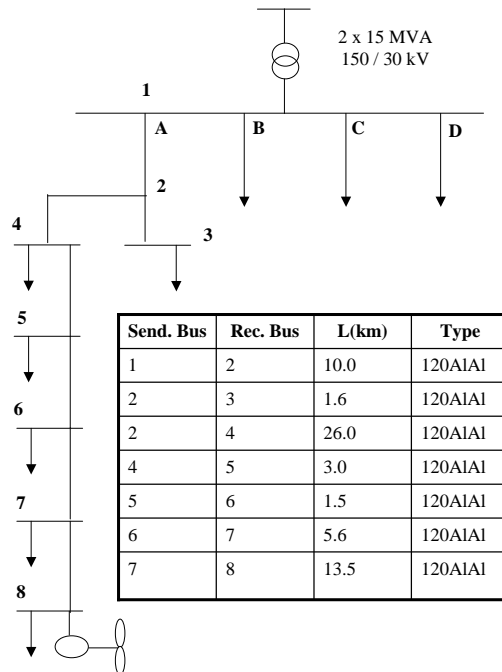 2 x 15 MVA
150 / 30 kV
1
A B C D
2
4
3
5
6
7
8
Send. Bus Rec. Bus L(km) Type
1 2 10.0 120AlAl
2 3 1.6 120AlAl
2 4 26.0 120AlAl
4 5 3.0 120AlAl
5 6 1.5 120AlAl
6 7 5.6 120AlAl
7 8 13.5 120AlAl